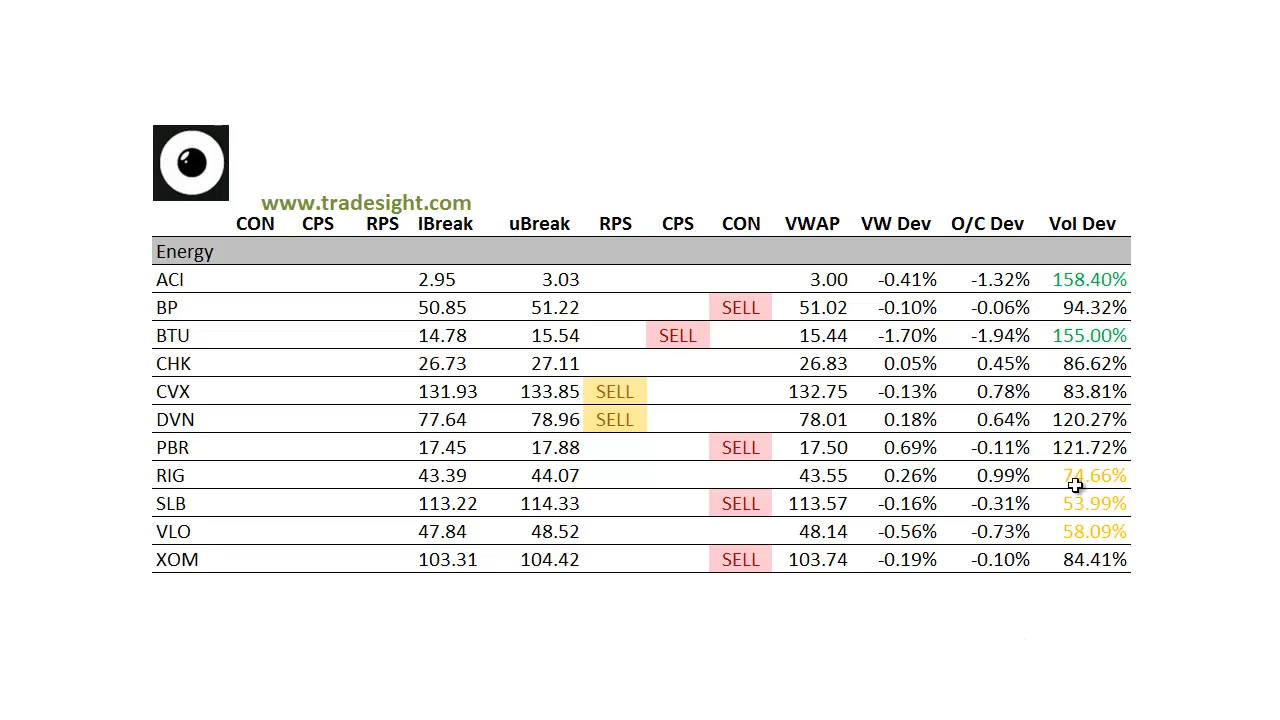 www.tradesight.com
CON CPS RPS lBreak uBreak RPS CPS CON VWAP VW Dev O/C Dev Vol Dev
Energy
ACI 2.95 3.03 3.00 -0.41% -1.32% 158.40%
BP 50.85 51.22 SELL 51.02 -0.10% -0.06% 94.32%
BTU 14.78 15.54 SELL 15.44 -1.70% -1.94% 155.00%
CHK 26.73 27.11 26.83 0.05% 0.45% 86.62%
CVX 131.93 133.85 SELL 132.75 -0.13% 0.78% 83.81%
DVN 77.64 78.96 SELL 78.01 0.18% 0.64% 120.27%
PBR 17.45 17.88 SELL 17.50 0.69% -0.11% 121.72%
RIG 43.39 44.07 43.55 0.26% 0.99% 74.66%
SLB 113.22 114.33 SELL 113.57 -0.16% -0.31% 53.99%
VLO 47.84 48.52 48.14 -0.56% -0.73% 58.09%
XOM 103.31 104.42 SELL 103.74 -0.19% -0.10% 84.41%